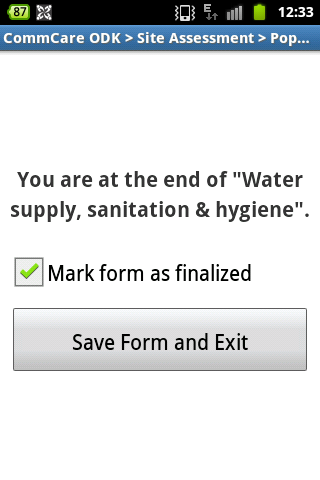 87 12:33
CommCare ODK > Site Assessment > Pop...
You are at the end of "Water
supply, sanitation & hygiene".
Mark form as finalized
Save Form and Exit